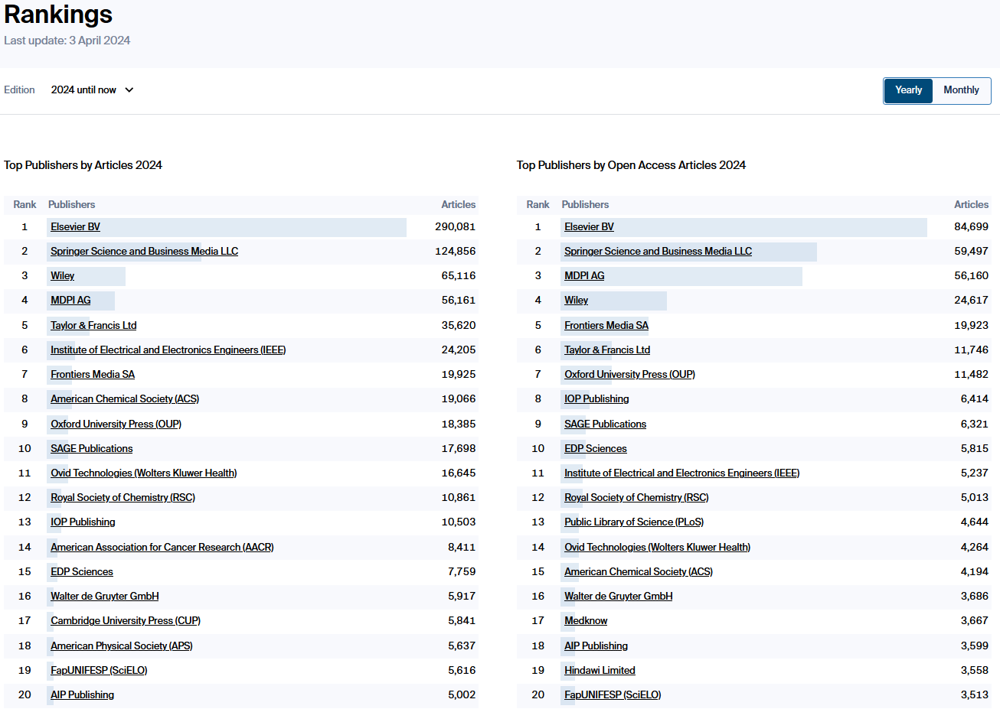 Rankings
Last update: 3 April 2024
Edition 2024 until now Yearly Monthly
Top Publishers by Articles 2024
Rank Publishers Articles
1 Elsevier BV 290,081
2 Springer Science and Business Media LLC 124,856
3 Wiley 65,116
4 MDPI AG 56,161
5 Taylor & Francis Ltd 35,620
6 Institute of Electrical and Electronics Engineers (IEEE) 24,205
7 Frontiers Media SA 19,925
8 American Chemical Society (ACS) 19,066
9 Oxford University Press (OUP) 18,385
10 SAGE Publications 17,698
11 Ovid Technologies (Wolters Kluwer Health) 16,645
12 Royal Society of Chemistry (RSC) 10,861
13 IOP Publishing 10,503
14 American Association for Cancer Research (AACR) 8,411
15 EDP Sciences 7,759
16 Walter de Gruyter GmbH 5,917
17 Cambridge University Press (CUP) 5,841
18 American Physical Society (APS) 5,637
19 FapUNIFESP (SciELO) 5,616
20 AIP Publishing 5,002
Top Publishers by Open Access Articles 2024
Rank Publishers Articles
1 Elsevier BV 84,699
2 Springer Science and Business Media LLC 59,497
3 MDPI AG 56,160
4 Wiley 24,617
5 Frontiers Media SA 19,923
6 Taylor & Francis Ltd 11,746
7 Oxford University Press (OUP) 11,482
8 IOP Publishing 6,414
9 SAGE Publications 6,321
10 EDP Sciences 5,815
11 Institute of Electrical and Electronics Engineers (IEEE) 5,237
12 Royal Society of Chemistry (RSC) 5,013
13 Public Library of Science (PLoS) 4,644
14 Ovid Technologies (Wolters Kluwer Health) 4,264
15 American Chemical Society (ACS) 4,194
16 Walter de Gruyter GmbH 3,686
17 Medknow 3,667
18 AIP Publishing 3,599
19 Hindawi Limited 3,558
20 FapUNIFESP (SciELO) 3,513